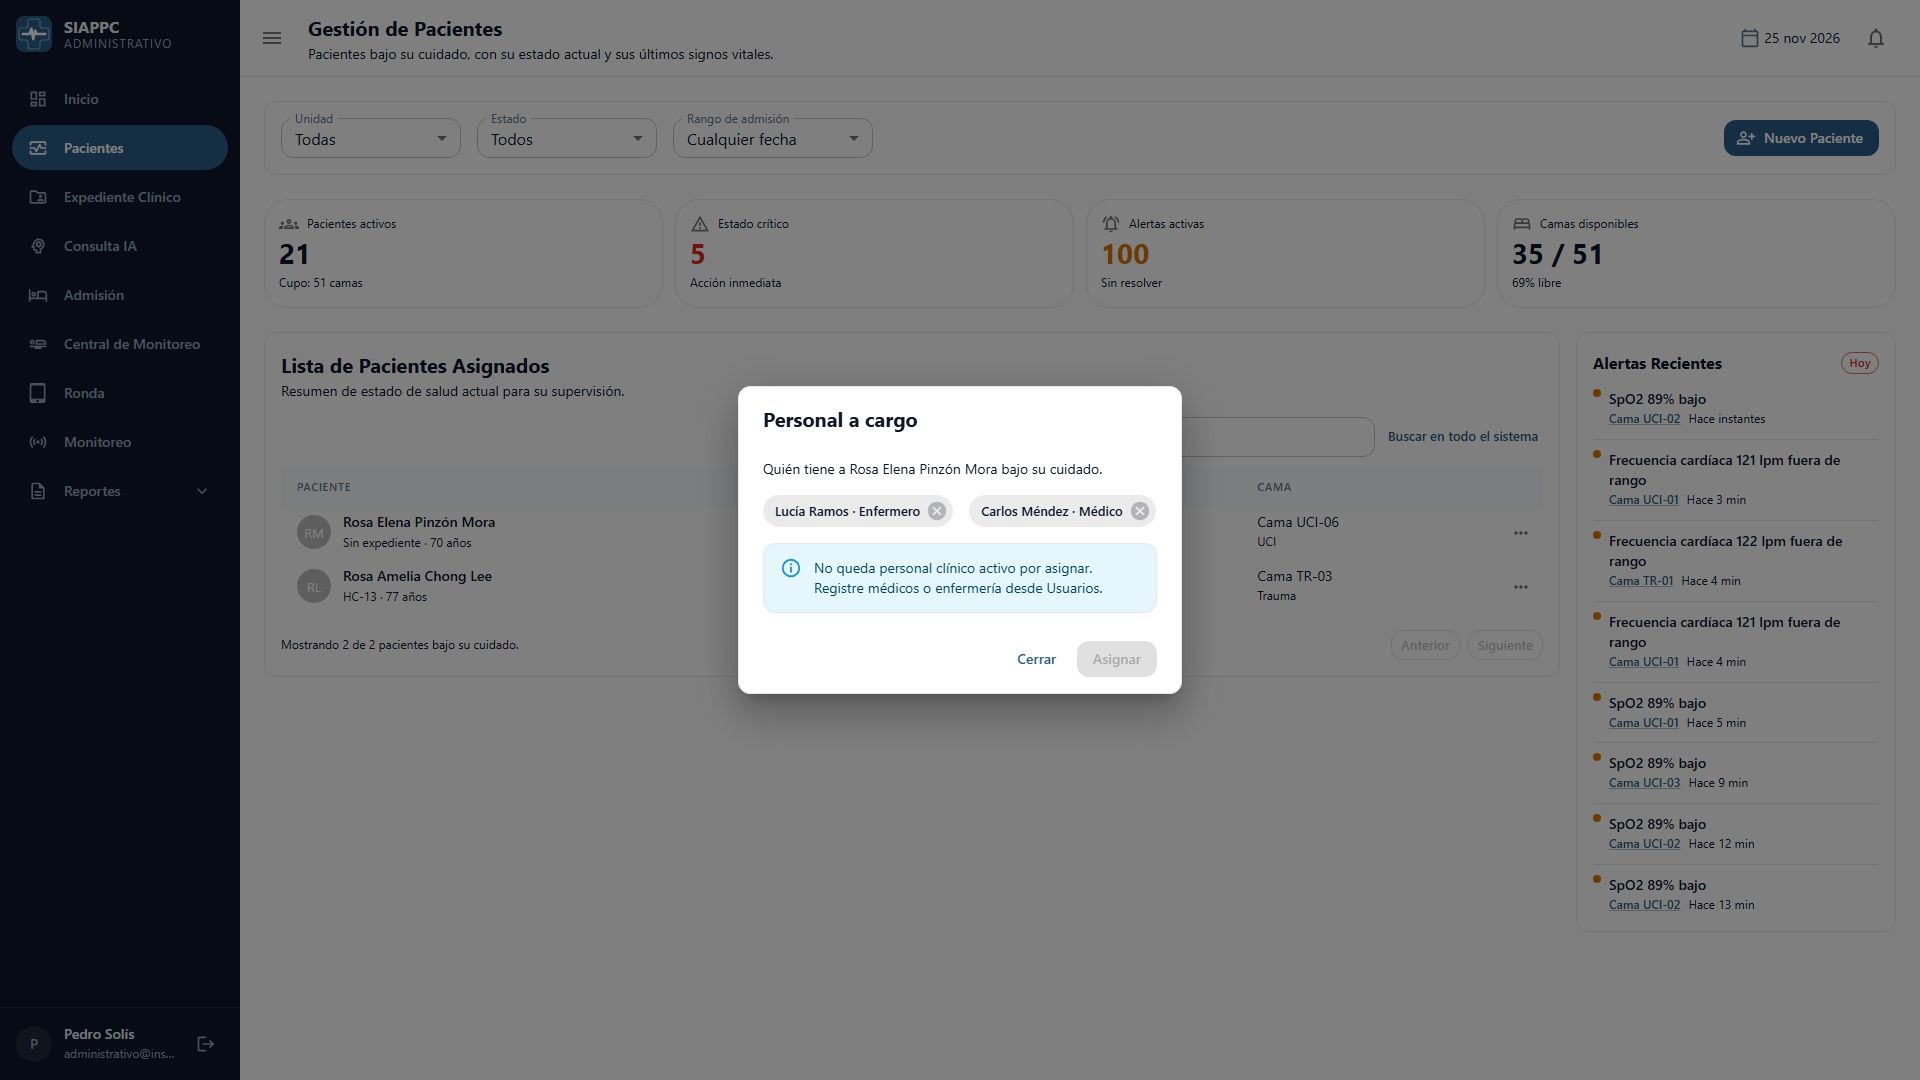 SIAPPC
ADMINISTRATIVO
Inicio
Pacientes
Expediente Clínico
Consulta IA
Admisión
Central de Monitoreo
Ronda
Monitoreo
Reportes
P
Pedro Solís
administrativo@ins...
Gestión de Pacientes
Pacientes bajo su cuidado, con su estado actual y sus últimos signos vitales.
25 nov 2026
Unidad
Todas
Estado
Todos
Rango de admisión
Cualquier fecha
Nuevo Paciente
Pacientes activos
21
Cupo: 51 camas
Estado crítico
5
Acción inmediata
Alertas activas
100
Sin resolver
Camas disponibles
35 / 51
69% libre
Lista de Pacientes Asignados
Resumen de estado de salud actual para su supervisión.
Buscar en todo el sistema
PACIENTE
CAMA
RM
Rosa Elena Pinzón Mora
Sin expediente · 70 años
Cama UCI-06
UCI
RL
Rosa Amelia Chong Lee
HC-13 · 77 años
Cama TR-03
Trauma
Mostrando 2 de 2 pacientes bajo su cuidado.
Anterior
Siguiente
Personal a cargo
Quién tiene a Rosa Elena Pinzón Mora bajo su cuidado.
Lucía Ramos · Enfermero
Carlos Méndez · Médico
No queda personal clínico activo por asignar.
Registre médicos o enfermería desde Usuarios.
Cerrar
Asignar
Alertas Recientes
Hoy
SpO2 89% bajo
Cama UCI-02 Hace instantes
Frecuencia cardíaca 121 lpm fuera de
rango
Cama UCI-01 Hace 3 min
Frecuencia cardíaca 122 lpm fuera de
rango
Cama TR-01 Hace 4 min
Frecuencia cardíaca 121 lpm fuera de
rango
Cama UCI-01 Hace 4 min
SpO2 89% bajo
Cama UCI-01 Hace 5 min
SpO2 89% bajo
Cama UCI-03 Hace 9 min
SpO2 89% bajo
Cama UCI-02 Hace 12 min
SpO2 89% bajo
Cama UCI-02 Hace 13 min